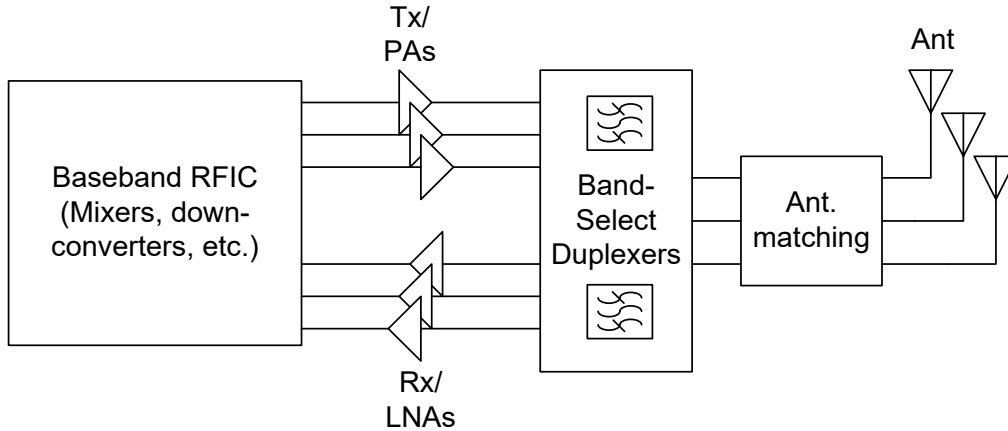 Tx/
PAs
Ant
Baseband RFIC
(Mixers, down-
converters, etc.)
Band-
Select
Duplexers
Ant.
matching
Rx/
LNAs